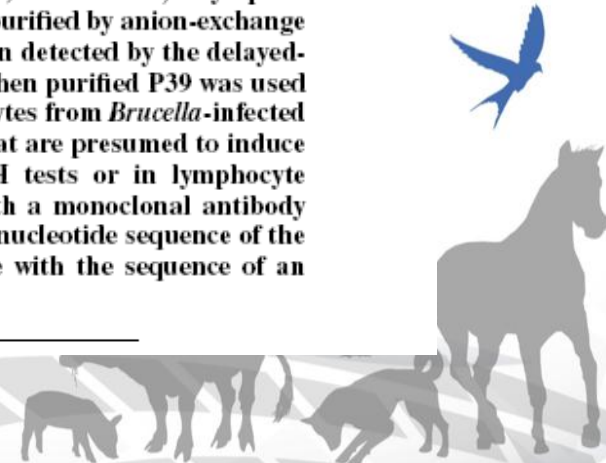 purified by anion-exchange
n detected by the delayed-
hen purified P39 was used
ytes from Brucella-infected
at are presumed to induce
H tests or in lymphocyte
th a monoclonal antibody
nucleotide sequence of the
e with the sequence of an